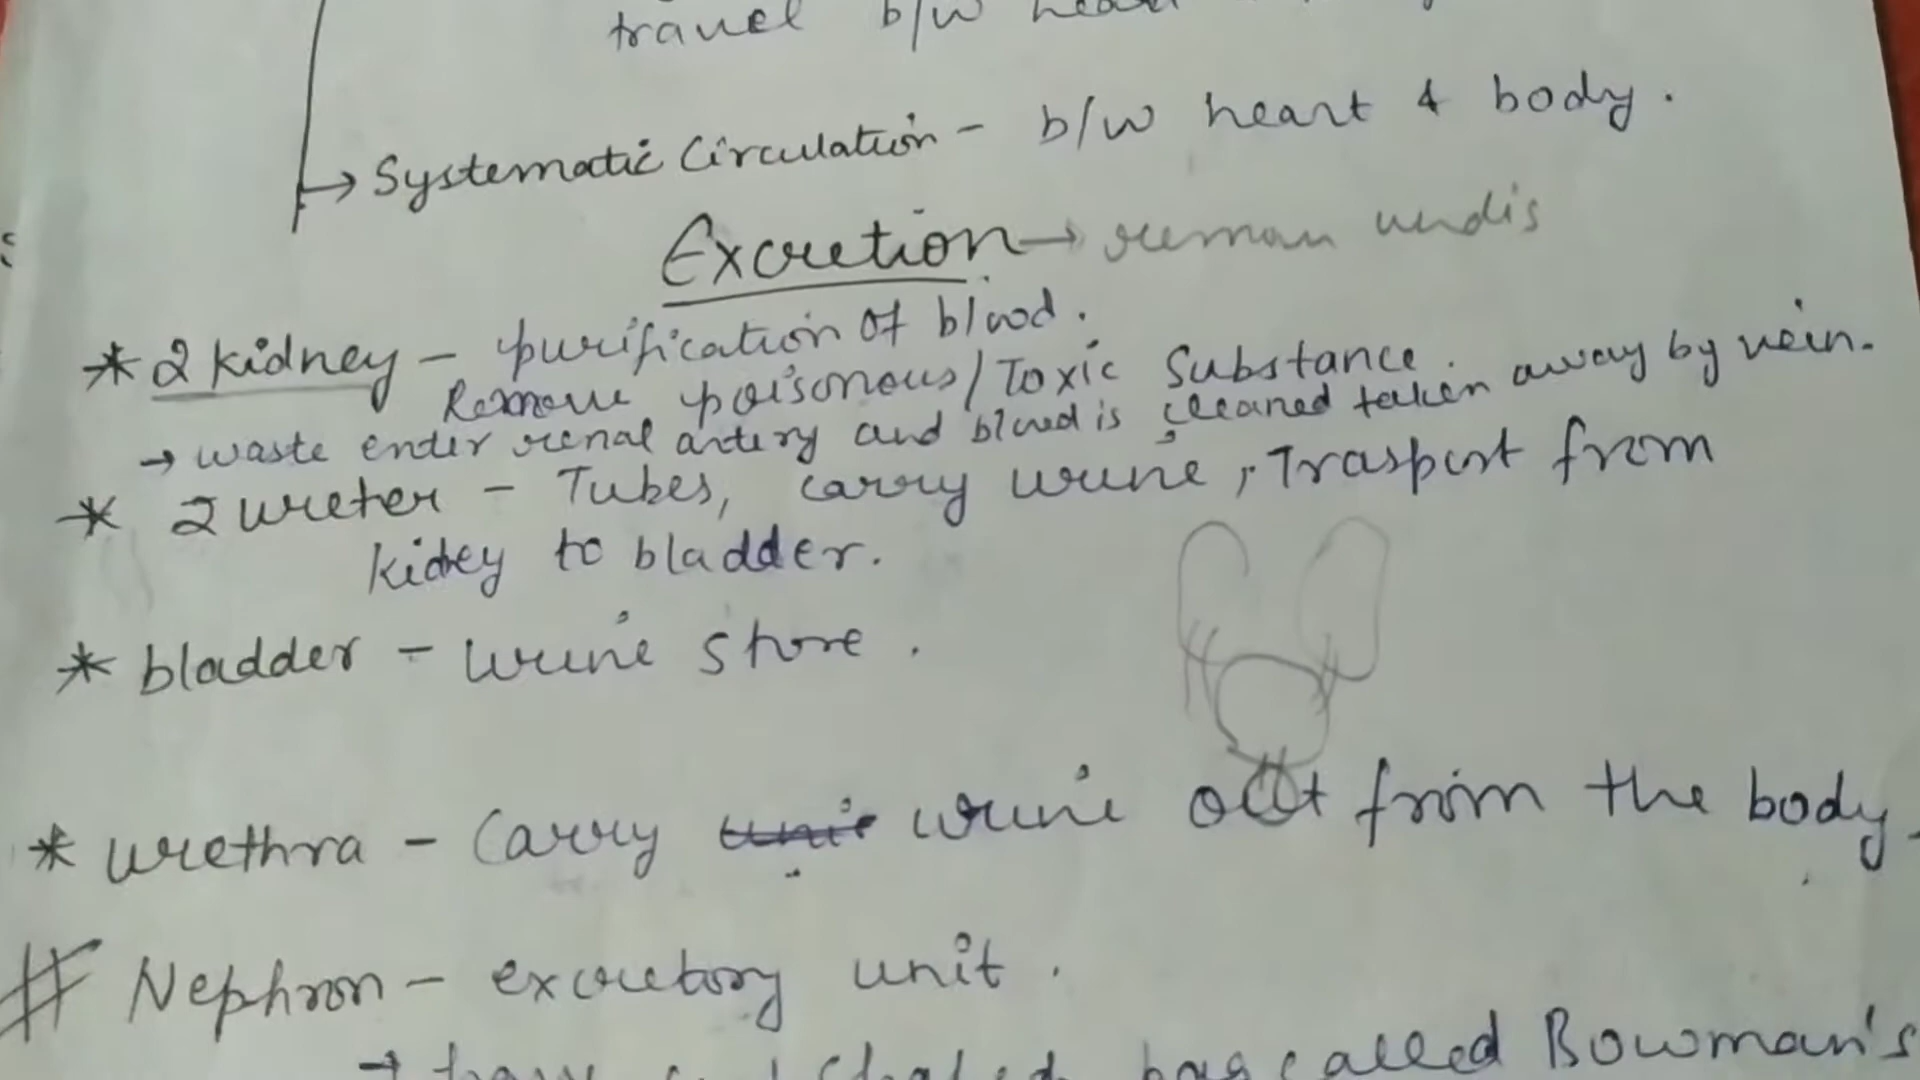 travel b/w heart
→ Systematic Circulation - b/w heart & body.
Excretion →
* 2 kidney - purification of blood.
Remove poisonous/Toxic Substance.
→ waste enter renal artery and blood is cleaned taken away by vein.
* 2 ureter - Tubes, carry urine, Trasport from
kidey to bladder.
* bladder - urine store.
* urethra - Carry urine out from the body.
# Nephron - excretory unit.
called Bowman's